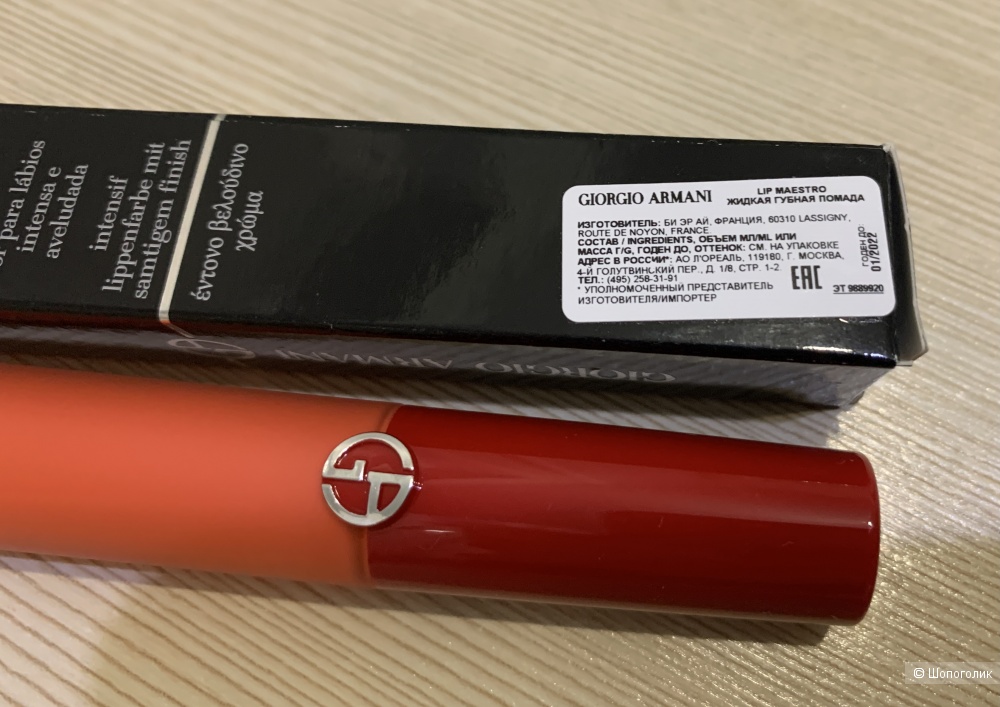 para lábios
intensa e
aveludada
intensif
lippenfarbe mit
samtigem finish
έντονο βελούδινο
χρώμα
GIORGIO ARMANI
LIP MAESTRO
ЖИДКАЯ ГУБНАЯ ПОМАДА
ИЗГОТОВИТЕЛЬ: БИ ЭР АЙ, ФРАНЦИЯ, 60310 LASSIGNY,
ROUTE DE NOYON, FRANCE
СОСТАВ / INGREDIENTS, ОБЪЕМ МЛ/ML ИЛИ
МАССА Г/G, ГОДЕН ДО, ОТТЕНОК: СМ. НА УПАКОВКЕ
АДРЕС В РОССИИ*: АО Л'ОРЕАЛЬ, 119180, Г. МОСКВА,
4-Й ГОЛУТВИНСКИЙ ПЕР., Д. 1/8, СТР. 1-2.
ТЕЛ.: (495) 258-31-91
* УПОЛНОМОЧЕННЫЙ ПРЕДСТАВИТЕЛЬ
ИЗГОТОВИТЕЛЯ/ИМПОРТЕР
EAC
ГОДЕН ДО
01/2022
ЭТ 9889920
GIORGIO ARMANI
GA
© Шопоголик